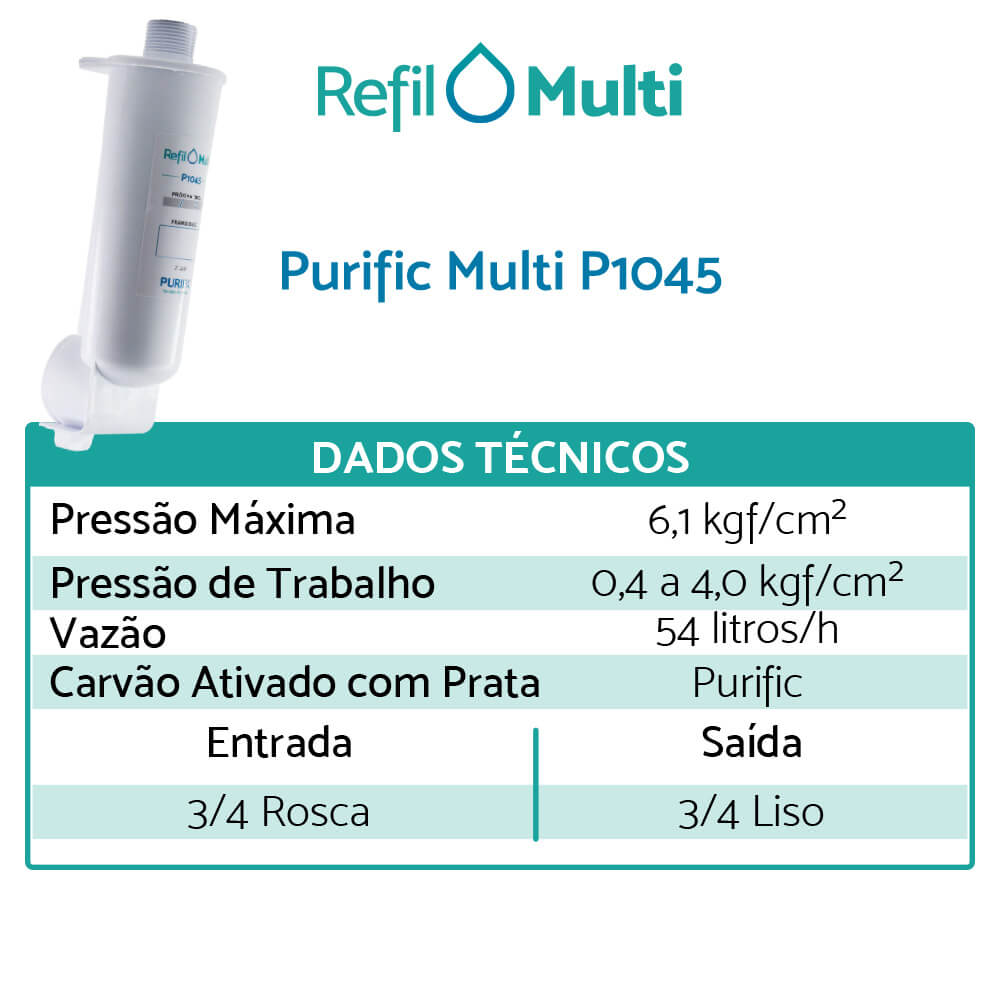 Refil Multi
Refil Mul
P1045
PURIFIC
Purific Multi P1045
DADOS TÉCNICOS
Pressão Máxima 6,1 kgf/cm²
Pressão de Trabalho 0,4 a 4,0 kgf/cm²
Vazão 54 litros/h
Carvão Ativado com Prata Purific
Entrada Saída
3/4 Rosca 3/4 Liso